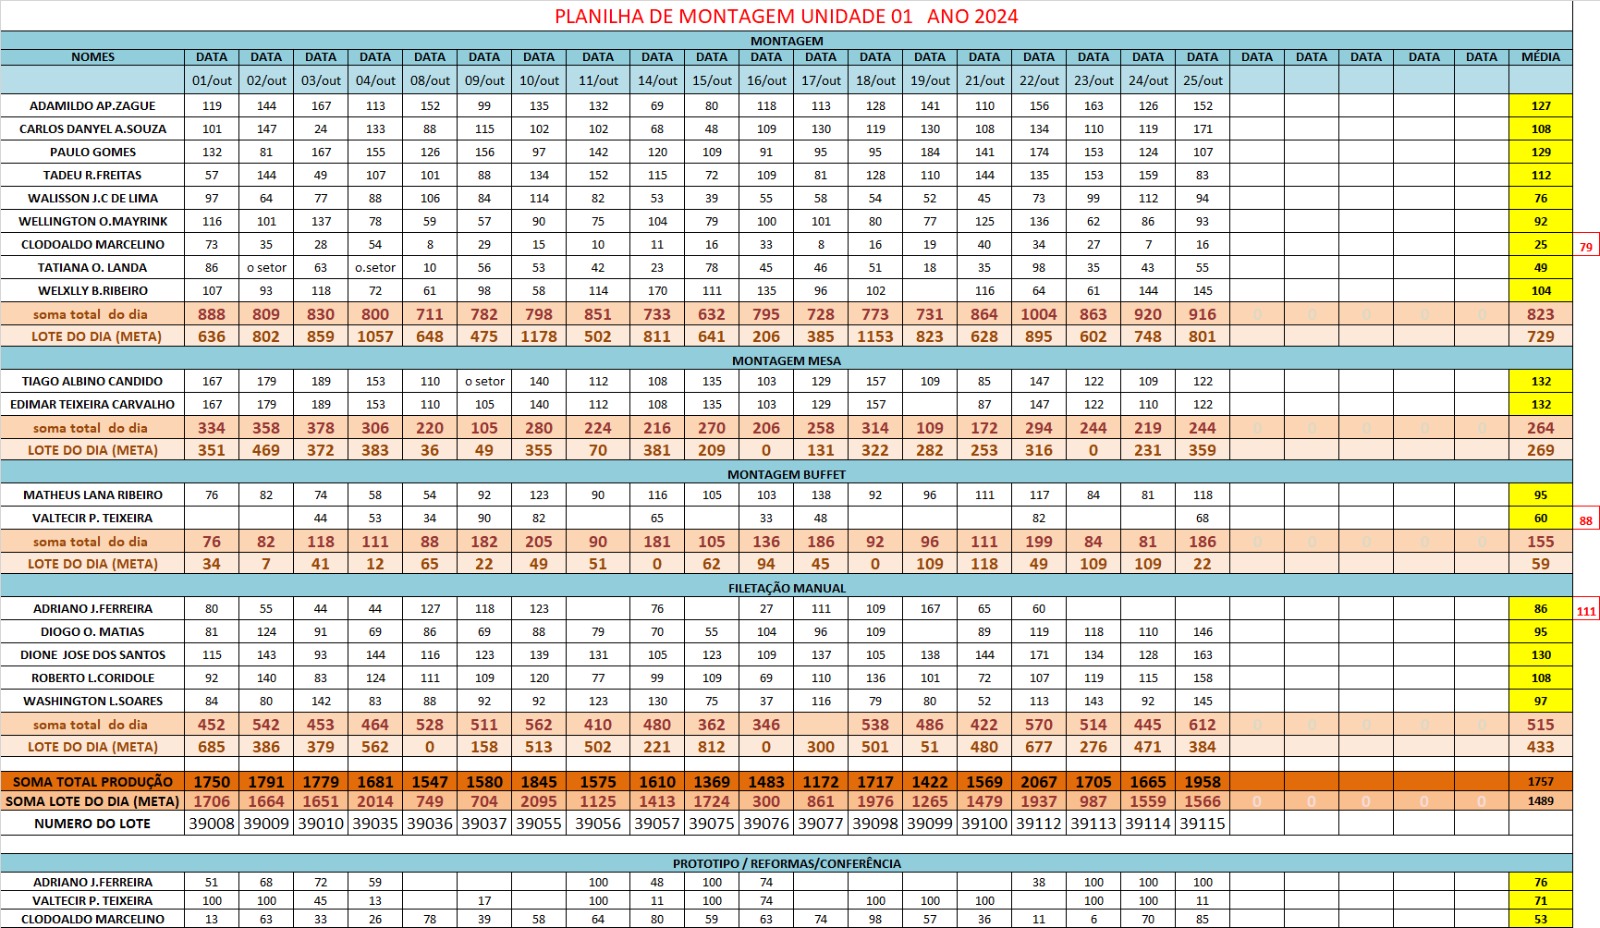 PLANILHA DE MONTAGEM UNIDADE 01 ANO 2024
MONTAGEM
NOMES DATA DATA DATA DATA DATA DATA DATA DATA DATA DATA DATA DATA DATA DATA DATA DATA DATA DATA DATA DATA DATA DATA DATA DATA MÉDIA
01/out 02/out 03/out 04/out 08/out 09/out 10/out 11/out 14/out 15/out 16/out 17/out 18/out 19/out 21/out 22/out 23/out 24/out 25/out
ADAMILDO AP.ZAGUE 119 144 167 113 152 99 135 132 69 80 118 113 128 141 110 156 163 126 152 127
CARLOS DANYEL A.SOUZA 101 147 24 133 88 115 102 102 68 48 109 130 119 130 108 134 110 119 171 108
PAULO GOMES 132 81 167 155 126 156 97 142 120 109 91 95 95 184 141 174 153 124 107 129
TADEU R.FREITAS 57 144 49 107 101 88 134 152 115 72 109 81 128 110 144 135 153 159 83 112
WALISSON J.C DE LIMA 97 64 77 88 106 84 114 82 53 39 55 58 54 52 45 73 99 112 94 76
WELLINGTON O.MAYRINK 116 101 137 78 59 57 90 75 104 79 100 101 80 77 125 136 62 86 93 92
CLODOALDO MARCELINO 73 35 28 54 8 29 15 10 11 16 33 8 16 19 40 34 27 7 16 25 79
TATIANA O. LANDA 86 o setor 63 o.setor 10 56 53 42 23 78 45 46 51 18 35 98 35 43 55 49
WELXLLY B.RIBEIRO 107 93 118 72 61 98 58 114 170 111 135 96 102 116 64 61 144 145 104
soma total do dia 888 809 830 800 711 782 798 851 733 632 795 728 773 731 864 1004 863 920 916 0 0 0 0 0 823
LOTE DO DIA (META) 636 802 859 1057 648 475 1178 502 811 641 206 385 1153 823 628 895 602 748 801 729
MONTAGEM MESA
TIAGO ALBINO CANDIDO 167 179 189 153 110 o setor 140 112 108 135 103 129 157 109 85 147 122 109 122 132
EDIMAR TEIXEIRA CARVALHO 167 179 189 153 110 105 140 112 108 135 103 129 157 87 147 122 110 122 132
soma total do dia 334 358 378 306 220 105 280 224 216 270 206 258 314 109 172 294 244 219 244 0 0 0 0 0 264
LOTE DO DIA (META) 351 469 372 383 36 49 355 70 381 209 0 131 322 282 253 316 0 231 359 269
MONTAGEM BUFFET
MATHEUS LANA RIBEIRO 76 82 74 58 54 92 123 90 116 105 103 138 92 96 111 117 84 81 118 95
VALTECIR P. TEIXEIRA 44 53 34 90 82 65 33 48 82 68 60 88
soma total do dia 76 82 118 111 88 182 205 90 181 105 136 186 92 96 111 199 84 81 186 0 0 0 0 0 155
LOTE DO DIA (META) 34 7 41 12 65 22 49 51 0 62 94 45 0 109 118 49 109 109 22 59
FILETAÇÃO MANUAL
ADRIANO J.FERREIRA 80 55 44 44 127 118 123 76 27 111 109 167 65 60 86 111
DIOGO O. MATIAS 81 124 91 69 86 69 88 79 70 55 104 96 109 89 119 118 110 146 95
DIONE JOSE DOS SANTOS 115 143 93 144 116 123 139 131 105 123 109 137 105 138 144 171 134 128 163 130
ROBERTO L.CORIDOLE 92 140 83 124 111 109 120 77 99 109 69 110 136 101 72 107 119 115 158 108
WASHINGTON L.SOARES 84 80 142 83 88 92 92 123 130 75 37 116 79 80 52 113 143 92 145 97
soma total do dia 452 542 453 464 528 511 562 410 480 362 346 538 486 422 570 514 445 612 0 0 0 0 0 515
LOTE DO DIA (META) 685 386 379 562 0 158 513 502 221 812 0 300 501 51 480 677 276 471 384 433
SOMA TOTAL PRODUÇÃO 1750 1791 1779 1681 1547 1580 1845 1575 1610 1369 1483 1172 1717 1422 1569 2067 1705 1665 1958 1757
SOMA LOTE DO DIA (META) 1706 1664 1651 2014 749 704 2095 1125 1413 1724 300 861 1976 1265 1479 1937 987 1559 1566 0 0 0 0 0 1489
NUMERO DO LOTE 39008 39009 39010 39035 39036 39037 39055 39056 39057 39075 39076 39077 39098 39099 39100 39112 39113 39114 39115
PROTOTIPO / REFORMAS/CONFERÊNCIA
ADRIANO J.FERREIRA 51 68 72 59 100 48 100 74 38 100 100 100 76
VALTECIR P. TEIXEIRA 100 100 45 13 17 100 11 100 74 100 100 100 100 100 11 71
CLODOALDO MARCELINO 13 63 33 26 78 39 58 64 80 59 63 74 98 57 36 11 6 70 85 53